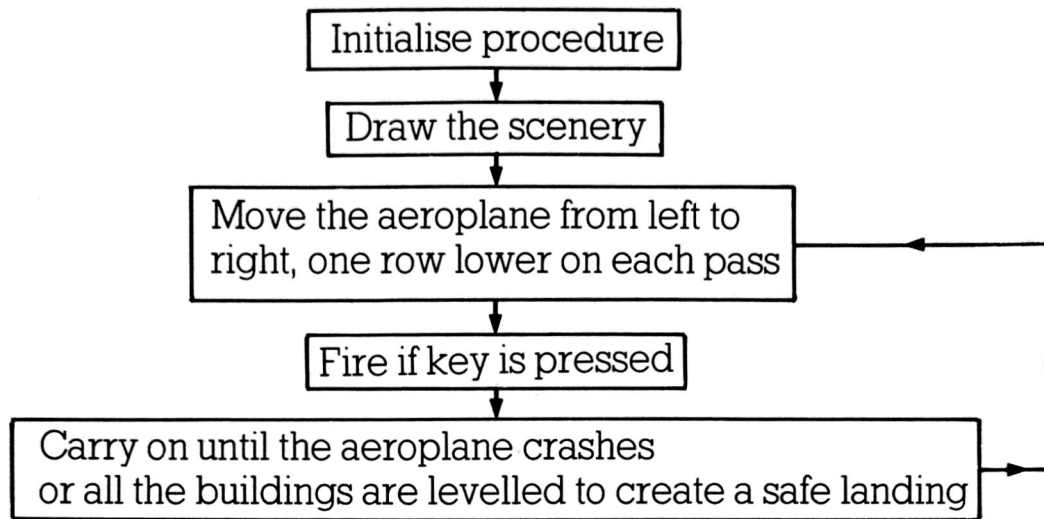 Initialise procedure
Draw the scenery
Move the aeroplane from left to
right, one row lower on each pass
Fire if key is pressed
Carry on until the aeroplane crashes
or all the buildings are levelled to create a safe landing